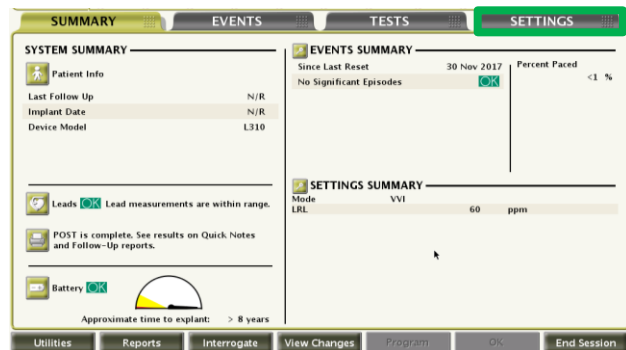 SUMMARY EVENTS TESTS SETTINGS
SYSTEM SUMMARY
Patient Info
Last Follow Up N/R
Implant Date N/R
Device Model L310
Leads OK Lead measurements are within range.
POST is complete. See results on Quick Notes
and Follow-Up reports.
Battery OK
Approximate time to explant: > 8 years
EVENTS SUMMARY
Since Last Reset 30 Nov 2017
No Significant Episodes OK
Percent Paced
<1 %
SETTINGS SUMMARY
Mode VVI
LRL 60 ppm
Utilities Reports Interrogate View Changes Program OK End Session